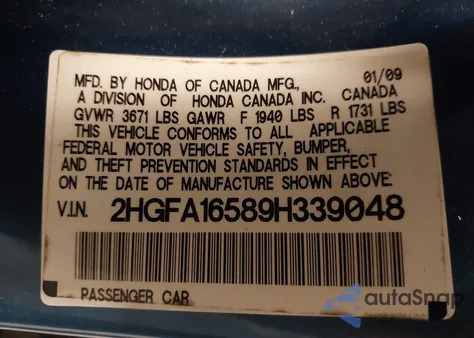 MFD. BY HONDA OF CANADA MFG., 01/09
A DIVISION OF HONDA CANADA INC. CANADA
GVWR 3671 LBS GAWR F 1940 LBS R 1731 LBS
THIS VEHICLE CONFORMS TO ALL APPLICABLE
FEDERAL MOTOR VEHICLE SAFETY, BUMPER,
AND THEFT PREVENTION STANDARDS IN EFFECT
ON THE DATE OF MANUFACTURE SHOWN ABOVE.
V.I.N. 2HGFA16589H339048
PASSENGER CAR
autaSnap